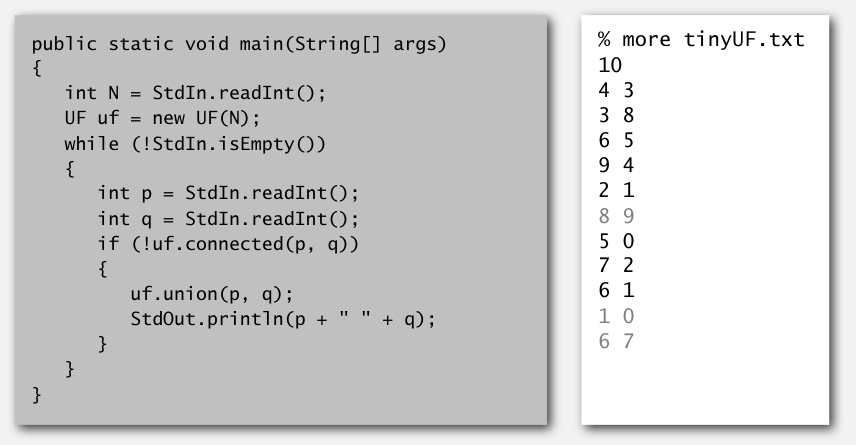 public static void main(String[] args)
{
   int N = StdIn.readInt();
   UF uf = new UF(N);
   while (!StdIn.isEmpty())
   {
      int p = StdIn.readInt();
      int q = StdIn.readInt();
      if (!uf.connected(p, q))
      {
         uf.union(p, q);
         StdOut.println(p + " " + q);
      }
   }
}
% more tinyUF.txt
10
4 3
3 8
6 5
9 4
2 1
8 9
5 0
7 2
6 1
1 0
6 7